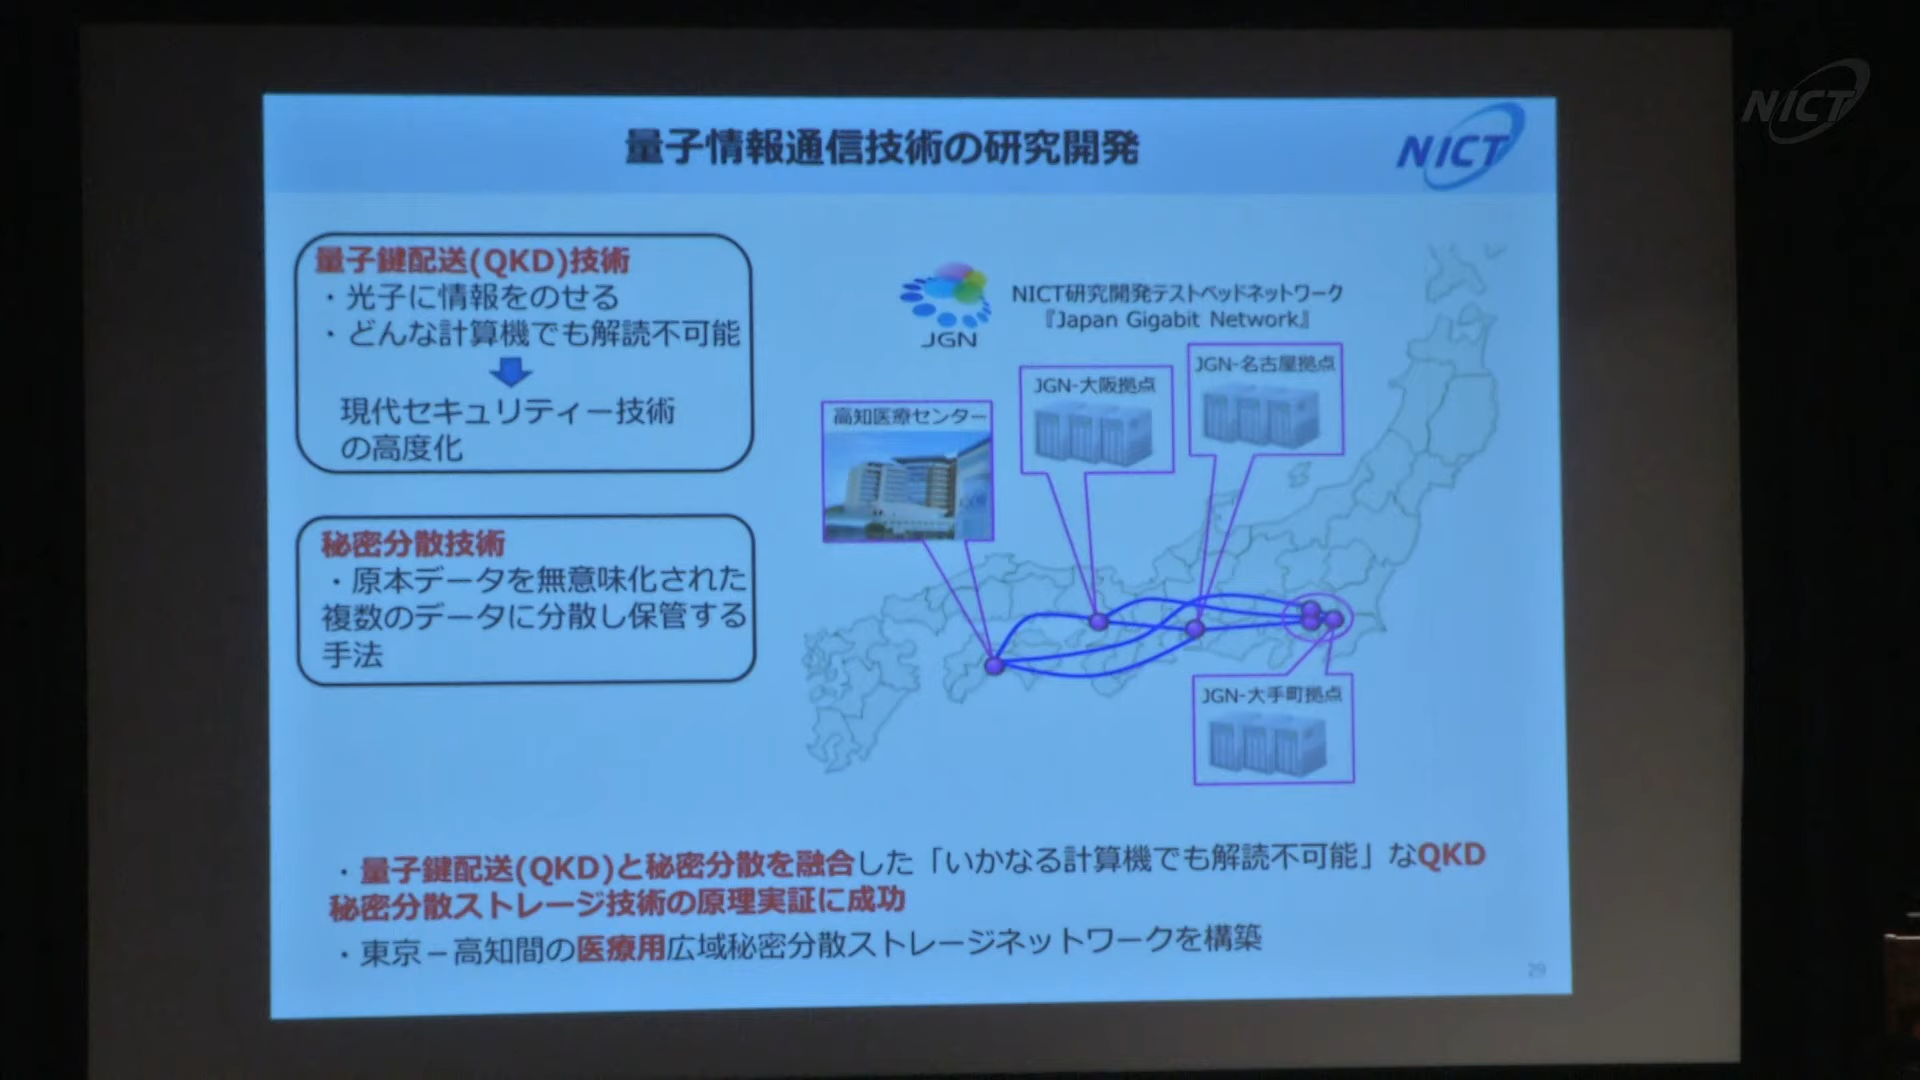 NICT
量子情報通信技術の研究開発
NICT
量子鍵配送(QKD)技術
・光子に情報をのせる
・どんな計算機でも解読不可能
現代セキュリティー技術
の高度化
秘密分散技術
・原本データを無意味化された
複数のデータに分散し保管する
手法
JGN
NICT研究開発テストベッドネットワーク
『Japan Gigabit Network』
高知医療センター
JGN-大阪拠点
JGN-名古屋拠点
JGN-大手町拠点
・量子鍵配送(QKD)と秘密分散を融合した「いかなる計算機でも解読不可能」なQKD
秘密分散ストレージ技術の原理実証に成功
・東京－高知間の医療用広域秘密分散ストレージネットワークを構築
29